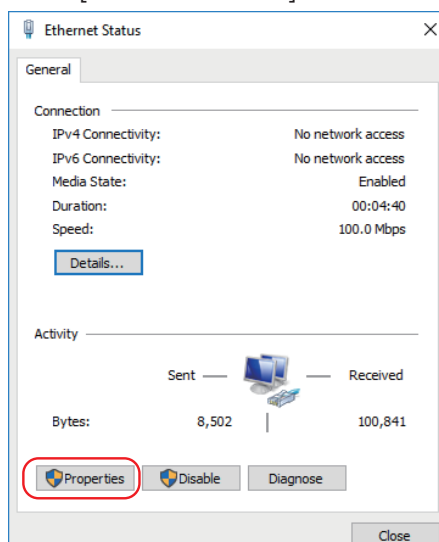 Ethernet Status
General
Connection
IPv4 Connectivity: No network access
IPv6 Connectivity: No network access
Media State: Enabled
Duration: 00:04:40
Speed: 100.0 Mbps
Details...
Activity
Sent Received
Bytes: 8,502 100,841
Properties Disable Diagnose
Close